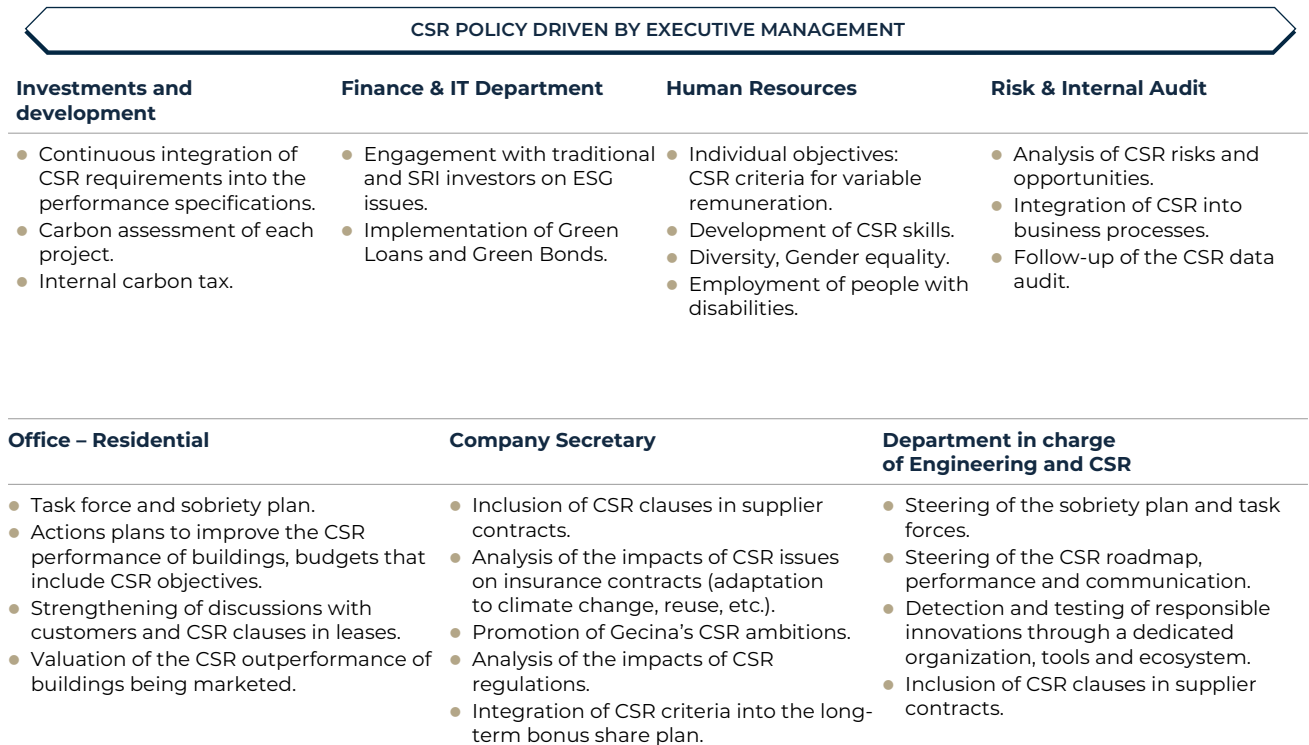 CSR POLICY DRIVEN BY EXECUTIVE MANAGEMENT
Investments and
development
● Continuous integration of
CSR requirements into the
performance specifications.
● Carbon assessment of each
project.
● Internal carbon tax.
Finance & IT Department
● Engagement with traditional
and SRI investors on ESG
issues.
● Implementation of Green
Loans and Green Bonds.
Human Resources
● Individual objectives:
CSR criteria for variable
remuneration.
● Development of CSR skills.
● Diversity, Gender equality.
● Employment of people with
disabilities.
Risk & Internal Audit
● Analysis of CSR risks and
opportunities.
● Integration of CSR into
business processes.
● Follow-up of the CSR data
audit.
Office – Residential
● Task force and sobriety plan.
● Actions plans to improve the CSR
performance of buildings, budgets that
include CSR objectives.
● Strengthening of discussions with
customers and CSR clauses in leases.
● Valuation of the CSR outperformance of
buildings being marketed.
Company Secretary
● Inclusion of CSR clauses in supplier
contracts.
● Analysis of the impacts of CSR issues
on insurance contracts (adaptation
to climate change, reuse, etc.).
● Promotion of Gecina’s CSR ambitions.
● Analysis of the impacts of CSR
regulations.
● Integration of CSR criteria into the long-
term bonus share plan.
Department in charge
of Engineering and CSR
● Steering of the sobriety plan and task
forces.
● Steering of the CSR roadmap,
performance and communication.
● Detection and testing of responsible
innovations through a dedicated
organization, tools and ecosystem.
● Inclusion of CSR clauses in supplier
contracts.